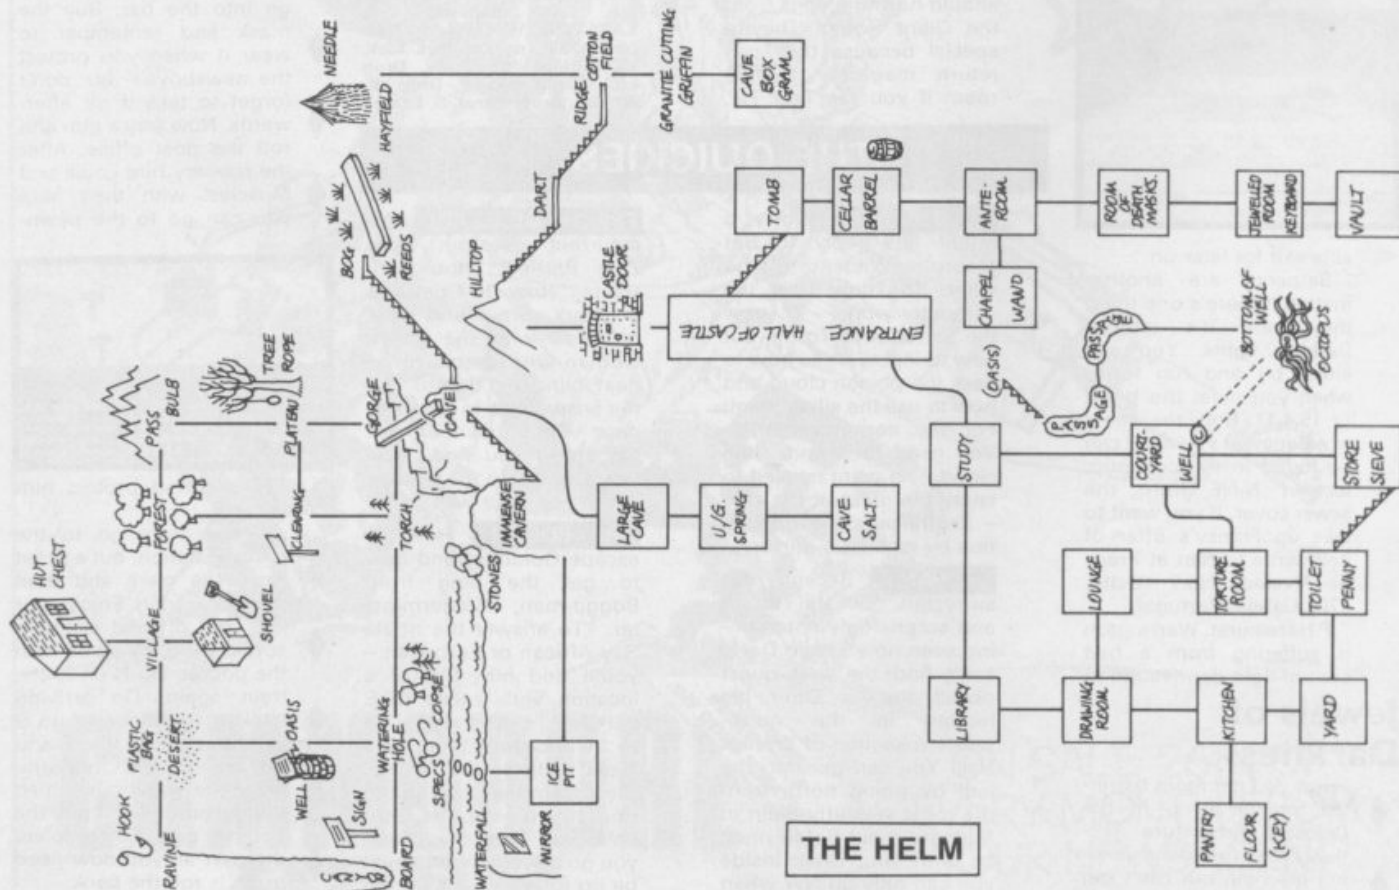 HUT
CHEST
NEEDLE
HOOK
PLASTIC
BAG
VILLAGE
FOREST
PASS
BULB
RAVINE
DESERT
SHOVEL
CLEARING
PLATEAU
TREE
ROPE
BOG
HAYFIELD
REEDS
WELL
OASIS
SIGN
WATERING
HOLE
TORCH
GORGE
HILLTOP
BOARD
SPECS
COPSE
CAVE
DART
RIDGE
COTTON
FIELD
WATERFALL
STONES
IMMENSE
CAVERN
CASTLE
DOOR
MIRROR
ICE
PIT
LARGE
CAVE
GRANITE CUTTING
GRIFFIN
ENTRANCE.
HALL OF CASTLE
U/G.
SPRING
CAVE
BOX
GRAM.
TOMB
CAVE
SALT.
CELLAR
BARREL
THE HELM
LIBRARY
STUDY
(OASIS)
CHAPEL
WAND
ANTE-
ROOM
PASSAGE
PASSAGE
DRAWING
ROOM
LOUNGE
COURT-
YARD
WELL
ROOM
OF
DEATH
MASKS.
PANTRY
FLOUR
(KEY)
KITCHEN
TORTURE
ROOM
BOTTOM OF
WELL
OCTOPUS
JEWELLED
ROOM
KEYBOARD
YARD
TOILET
PENNY
STORE
SIEVE
VAULT